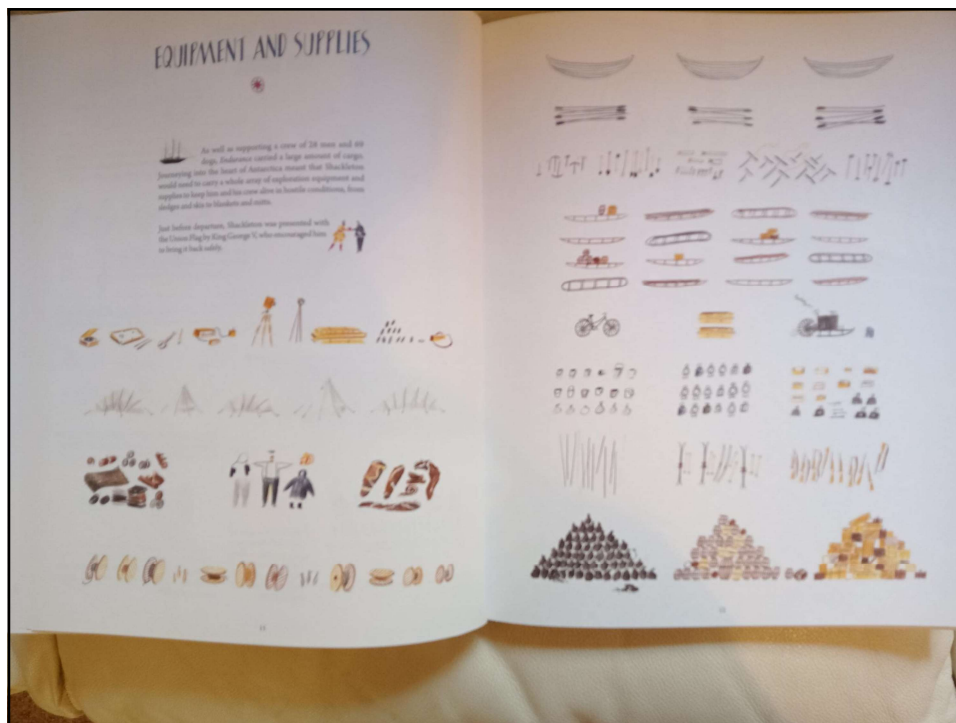 EQUIPMENT AND SUPPLIES
As well as supporting a crew of 28 men and 69
dogs, Endurance carried a large amount of cargo.
Journeying into the heart of Antarctica meant that Shackleton
would need to carry a whole array of exploration equipment and
supplies to keep him and his crew alive in hostile conditions, from
sledges and skis to blankets and mitts.
Just before departure, Shackleton was presented with
the Union Flag by King George V, who encouraged him
to bring it back safely.